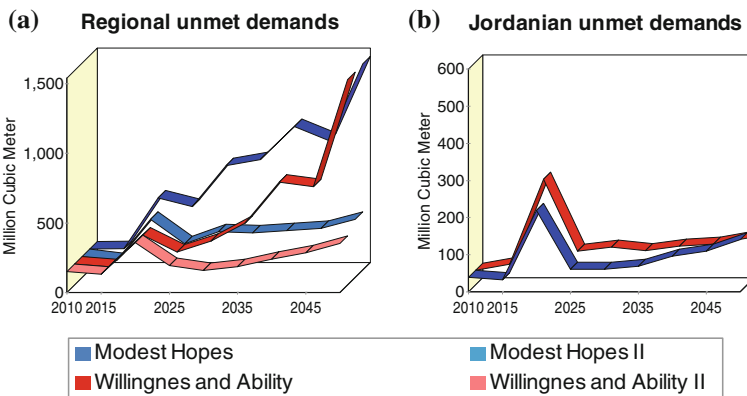 (a) Regional unmet demands
1,500
1,000
500
0
Million Cubic Meter
2010 2015 2025 2035 2045
(b) Jordanian unmet demands
600
500
400
300
200
100
0
Million Cubic Meter
2010 2015 2025 2035 2045
Modest Hopes
Modest Hopes II
Willingnes and Ability
Willingnes and Ability II